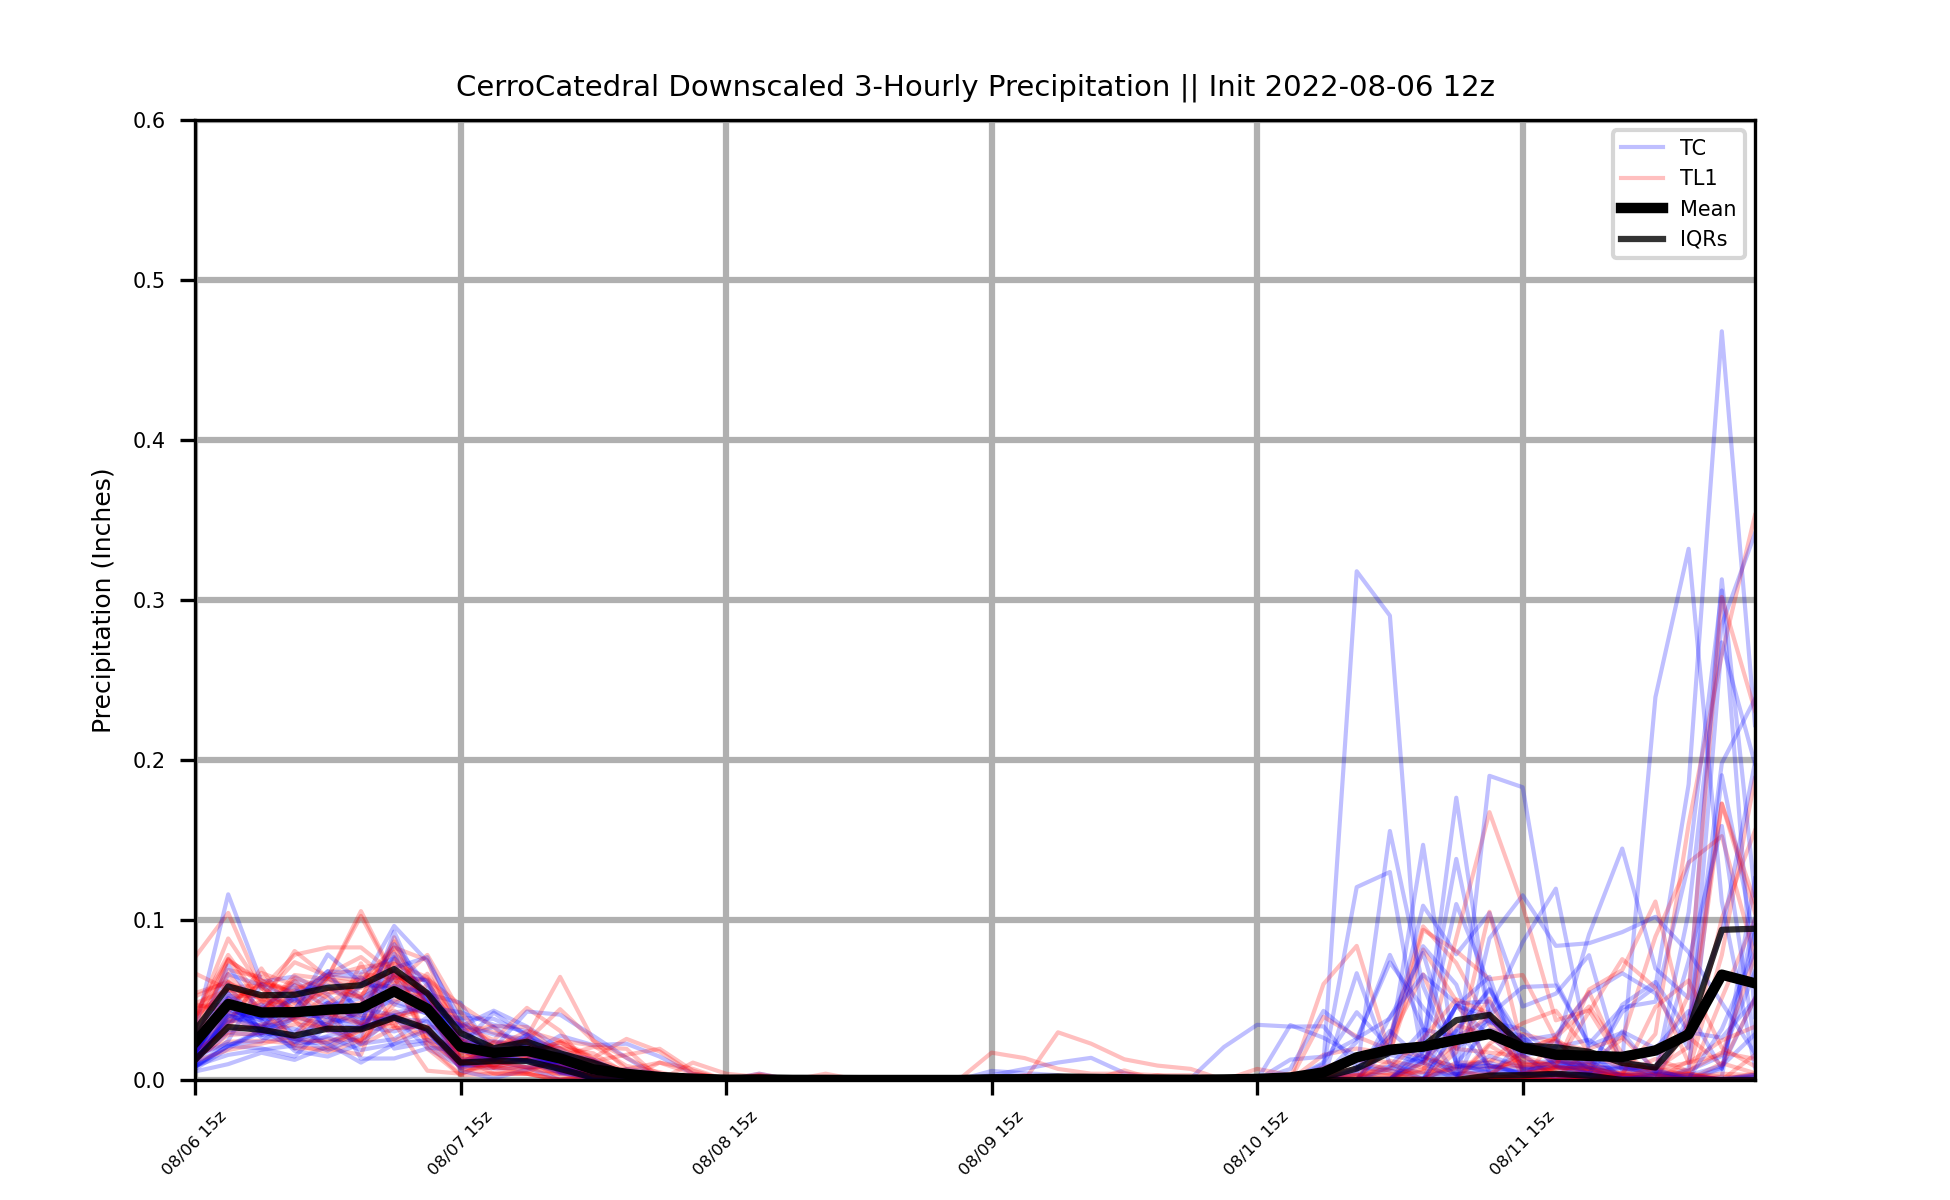 CerroCatedral Downscaled 3-Hourly Precipitation || Init 2022-08-06 12z
TC
TL1
Mean
IQRs
Precipitation (Inches)
0.6
0.5
0.4
0.3
0.2
0.1
0.0
08/06 15z
08/07 15z
08/08 15z
08/09 15z
08/10 15z
08/11 15z